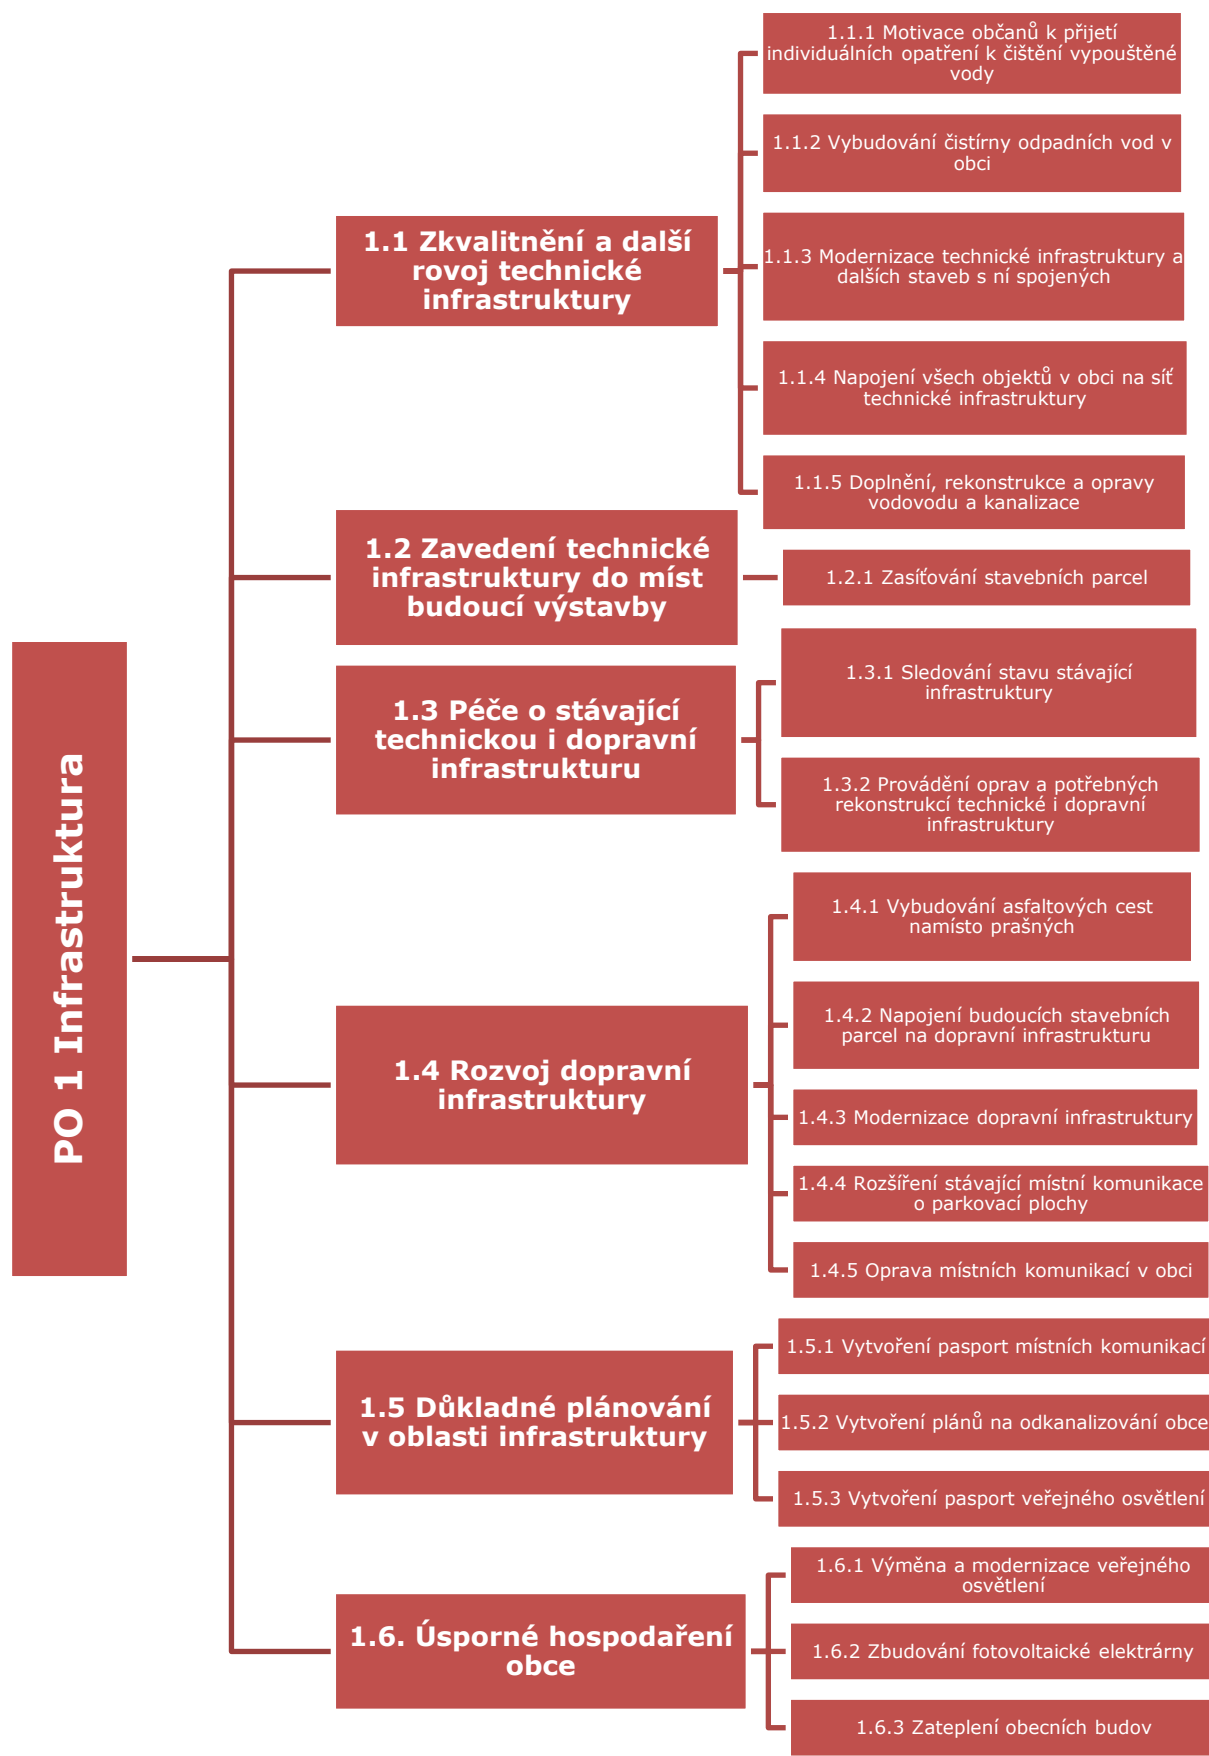 PO 1 Infrastruktura
1.1 Zkvalitnění a další
rovoj technické
infrastruktury
1.1.1 Motivace občanů k přijetí
individuálních opatření k čištění vypouštěné
vody
1.1.2 Vybudování čistírny odpadních vod v
obci
1.1.3 Modernizace technické infrastruktury a
dalších staveb s ní spojených
1.1.4 Napojení všech objektů v obci na síť
technické infrastruktury
1.1.5 Doplnění, rekonstrukce a opravy
vodovodu a kanalizace
1.2 Zavedení technické
infrastruktury do míst
budoucí výstavby
1.2.1 Zasíťování stavebních parcel
1.3 Péče o stávající
technickou i dopravní
infrastrukturu
1.3.1 Sledování stavu stávající
infrastruktury
1.3.2 Provádění oprav a potřebných
rekonstrukcí technické i dopravní
infrastruktury
1.4 Rozvoj dopravní
infrastruktury
1.4.1 Vybudování asfaltových cest
namísto prašných
1.4.2 Napojení budoucích stavebních
parcel na dopravní infrastrukturu
1.4.3 Modernizace dopravní infrastruktury
1.4.4 Rozšíření stávající místní komunikace
o parkovací plochy
1.4.5 Oprava místních komunikací v obci
1.5 Důkladné plánování
v oblasti infrastruktury
1.5.1 Vytvoření pasport místních komunikací
1.5.2 Vytvoření plánů na odkanalizování obce
1.5.3 Vytvoření pasport veřejného osvětlení
1.6. Úsporné hospodaření
obce
1.6.1 Výměna a modernizace veřejného
osvětlení
1.6.2 Zbudování fotovoltaické elektrárny
1.6.3 Zateplení obecních budov